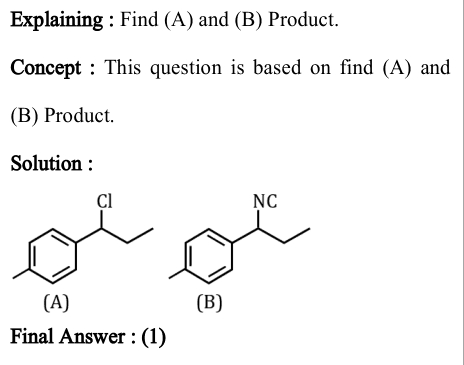 Explaining : Find (A) and (B) Product.
Concept : This question is based on find (A) and
(B) Product.
Solution :
Cl NC
(A) (B)
Final Answer : (1)